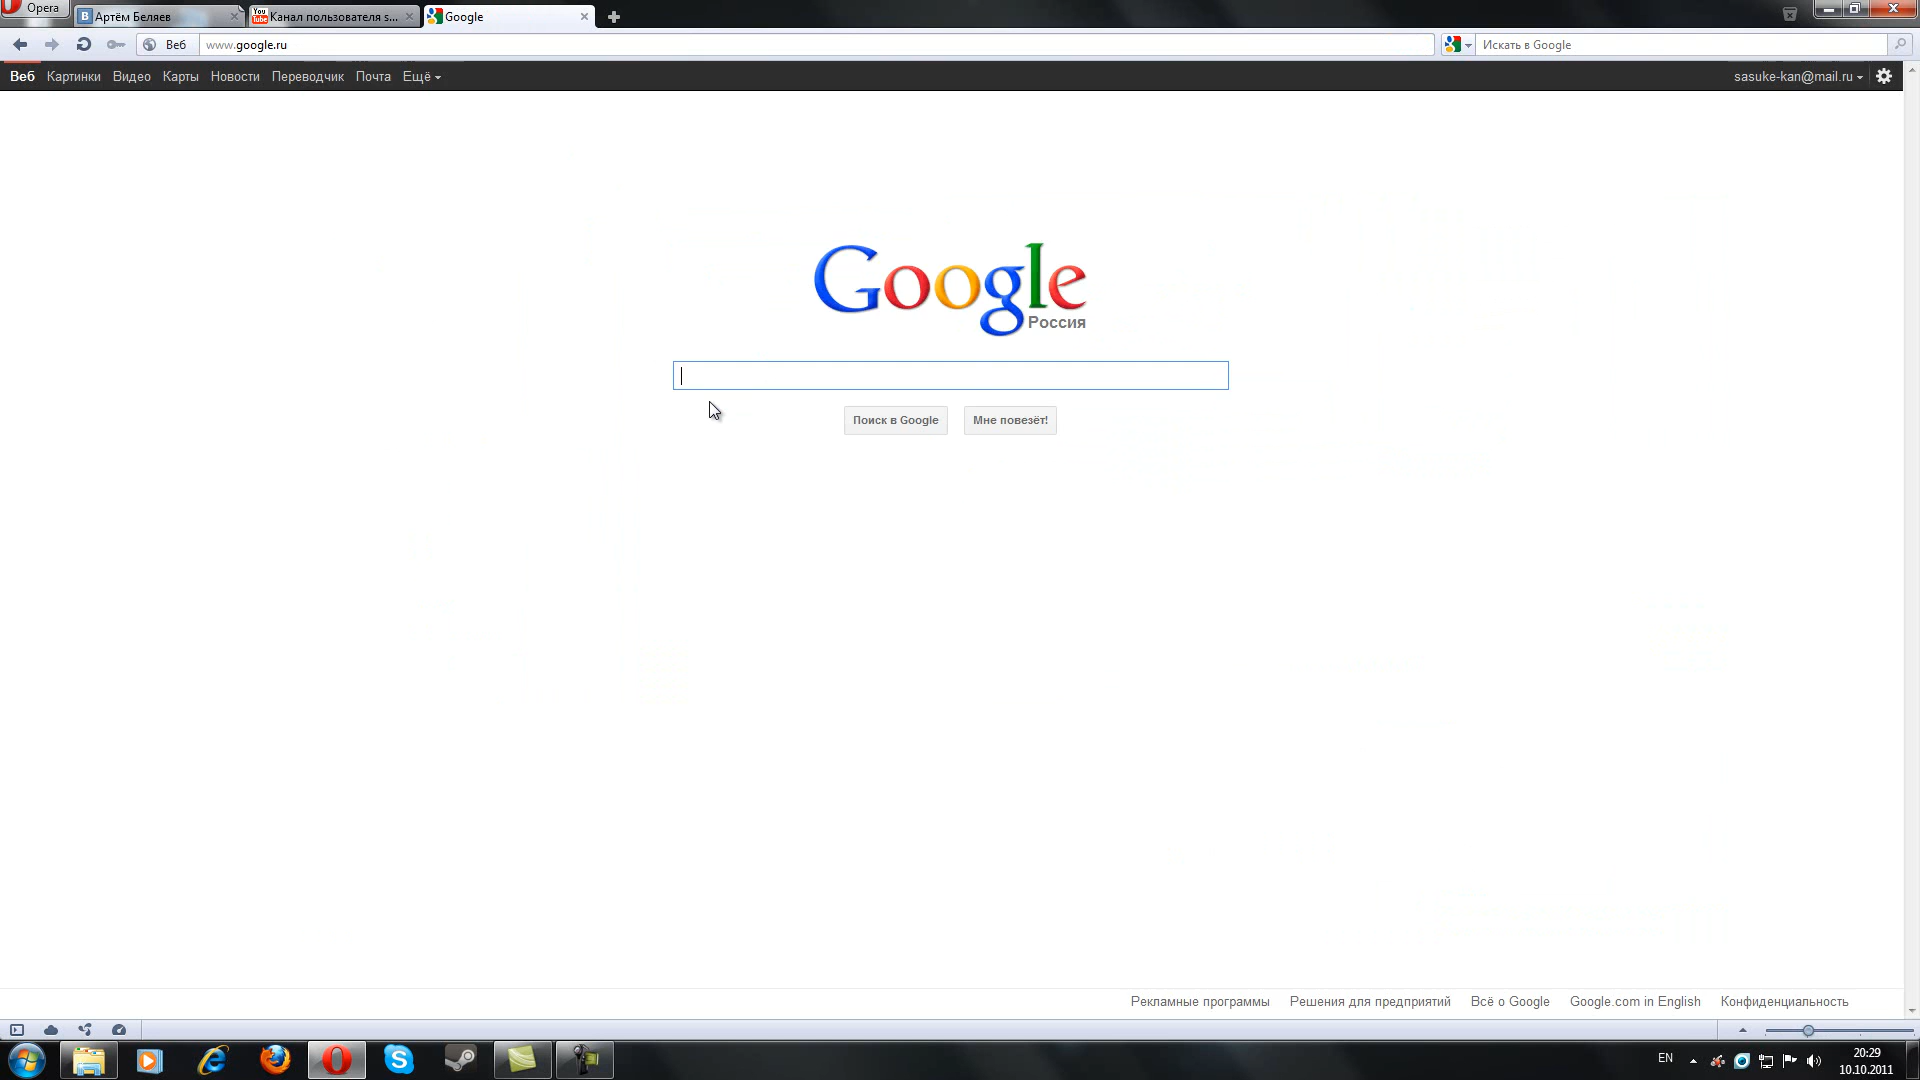 Opera
Артём Беляев
Канал пользователя s...
Google
Веб
www.google.ru
Искать в Google
Веб Картинки Видео Карты Новости Переводчик Почта Ещё
sasuke-kan@mail.ru
Google
Россия
Поиск в Google
Мне повезёт!
Рекламные программы Решения для предприятий Всё о Google Google.com in English Конфиденциальность
EN
20:29
10.10.2011